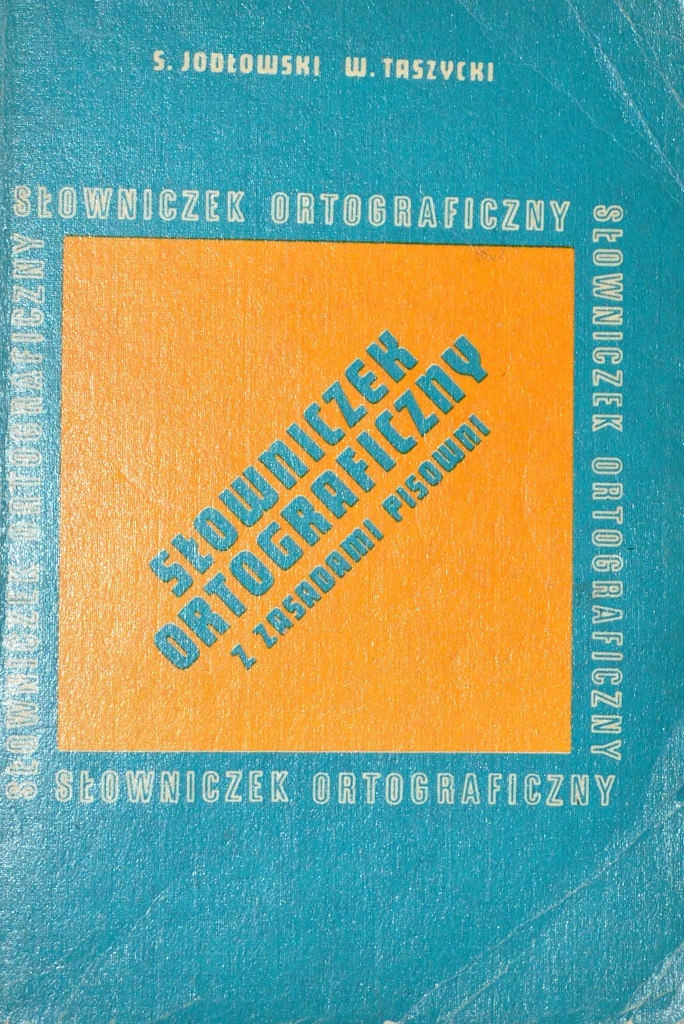 S. JODŁOWSKI W. TASZYCKI
SŁOWNICZEK ORTOGRAFICZNY
SŁOWNICZEK ORTOGRAFICZNY
SŁOWNICZEK ORTOGRAFICZNY
SŁOWNICZEK
ORTOGRAFICZNY
Z ZASADAMI PISOWNI
SŁOWNICZEK ORTOGRAFICZNY